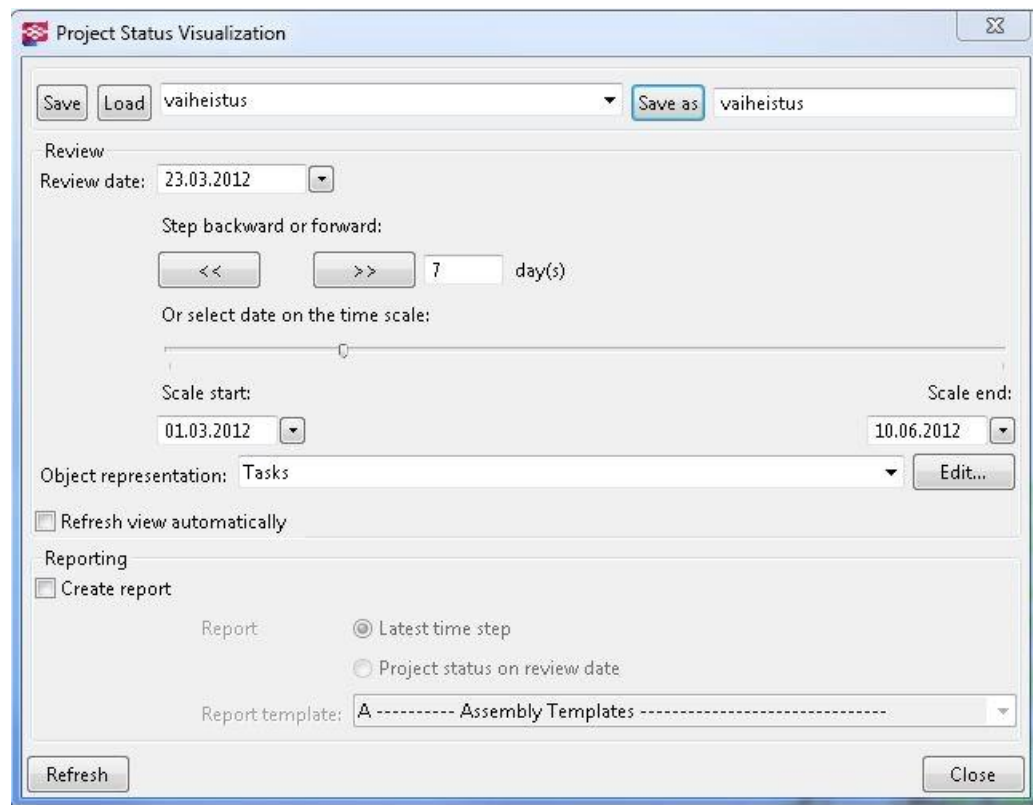 Project Status Visualization
Save Load vaiheistus Save as vaiheistus
Review
Review date: 23.03.2012
Step backward or forward:
<< >> 7 day(s)
Or select date on the time scale:
Scale start: Scale end:
01.03.2012 10.06.2012
Object representation: Tasks Edit...
Refresh view automatically
Reporting
Create report
Report Latest time step
Project status on review date
Report template: A ---------- Assembly Templates -------------------------------
Refresh Close